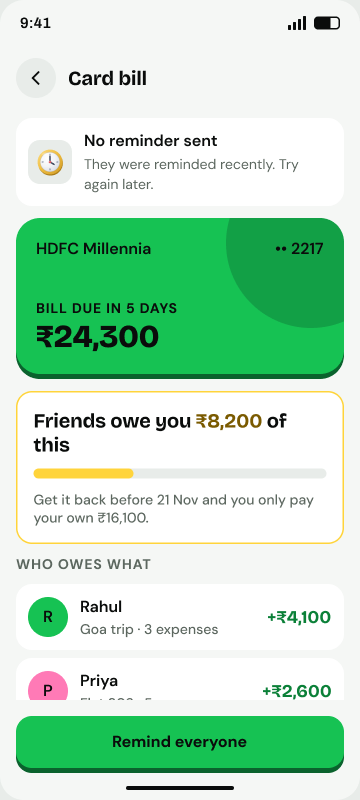 9:41
Card bill
No reminder sent
They were reminded recently. Try
again later.
HDFC Millennia
•• 2217
BILL DUE IN 5 DAYS
₹24,300
Friends owe you ₹8,200 of
this
Get it back before 21 Nov and you only pay
your own ₹16,100.
WHO OWES WHAT
R
Rahul
Goa trip · 3 expenses
+₹4,100
P
Priya
+₹2,600
Remind everyone